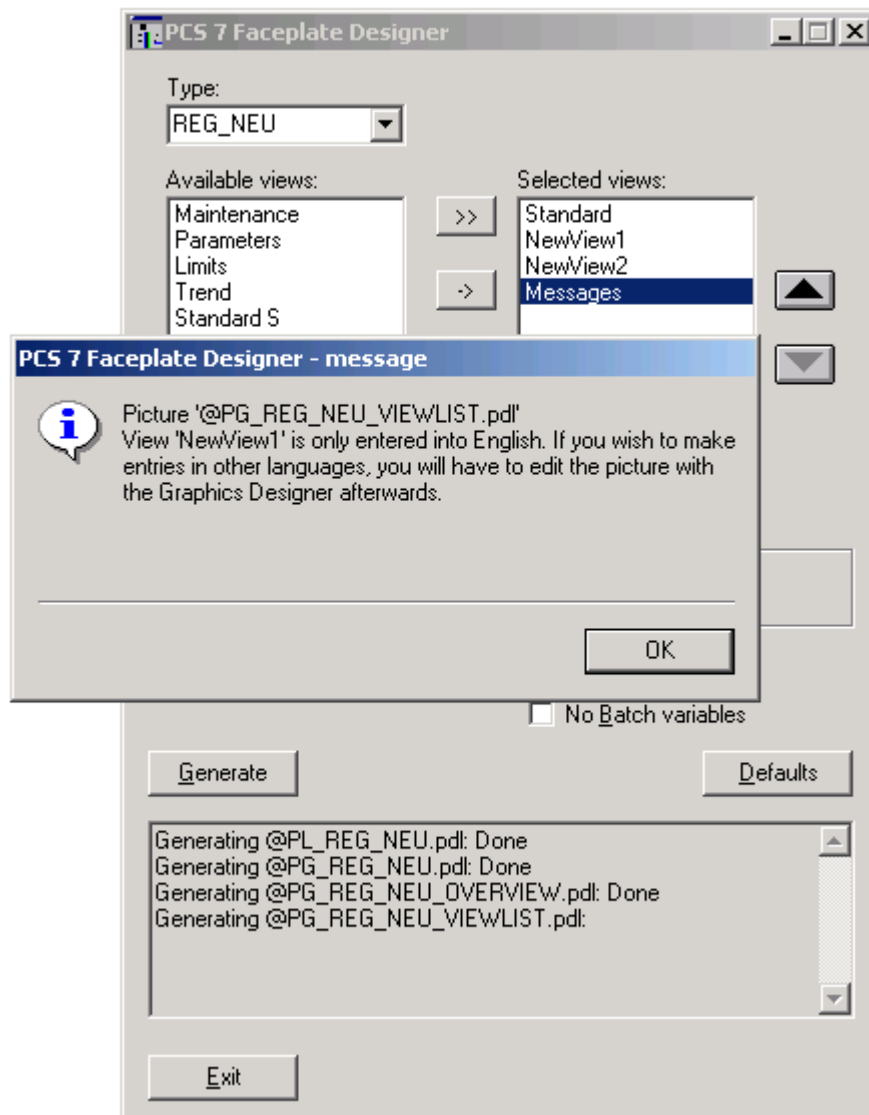 PCS 7 Faceplate Designer
Type:
REG_NEU
Available views:
Selected views:
Maintenance
Parameters
Limits
Trend
Standard S
>>
->
Standard
NewView1
NewView2
Messages
PCS 7 Faceplate Designer - message
Picture '@PG_REG_NEU_VIEWLIST.pdl'
View 'NewView1' is only entered into English. If you wish to make
entries in other languages, you will have to edit the picture with
the Graphics Designer afterwards.
OK
No Batch variables
Generate
Defaults
Generating @PL_REG_NEU.pdl: Done
Generating @PG_REG_NEU.pdl: Done
Generating @PG_REG_NEU_OVERVIEW.pdl: Done
Generating @PG_REG_NEU_VIEWLIST.pdl:
Exit